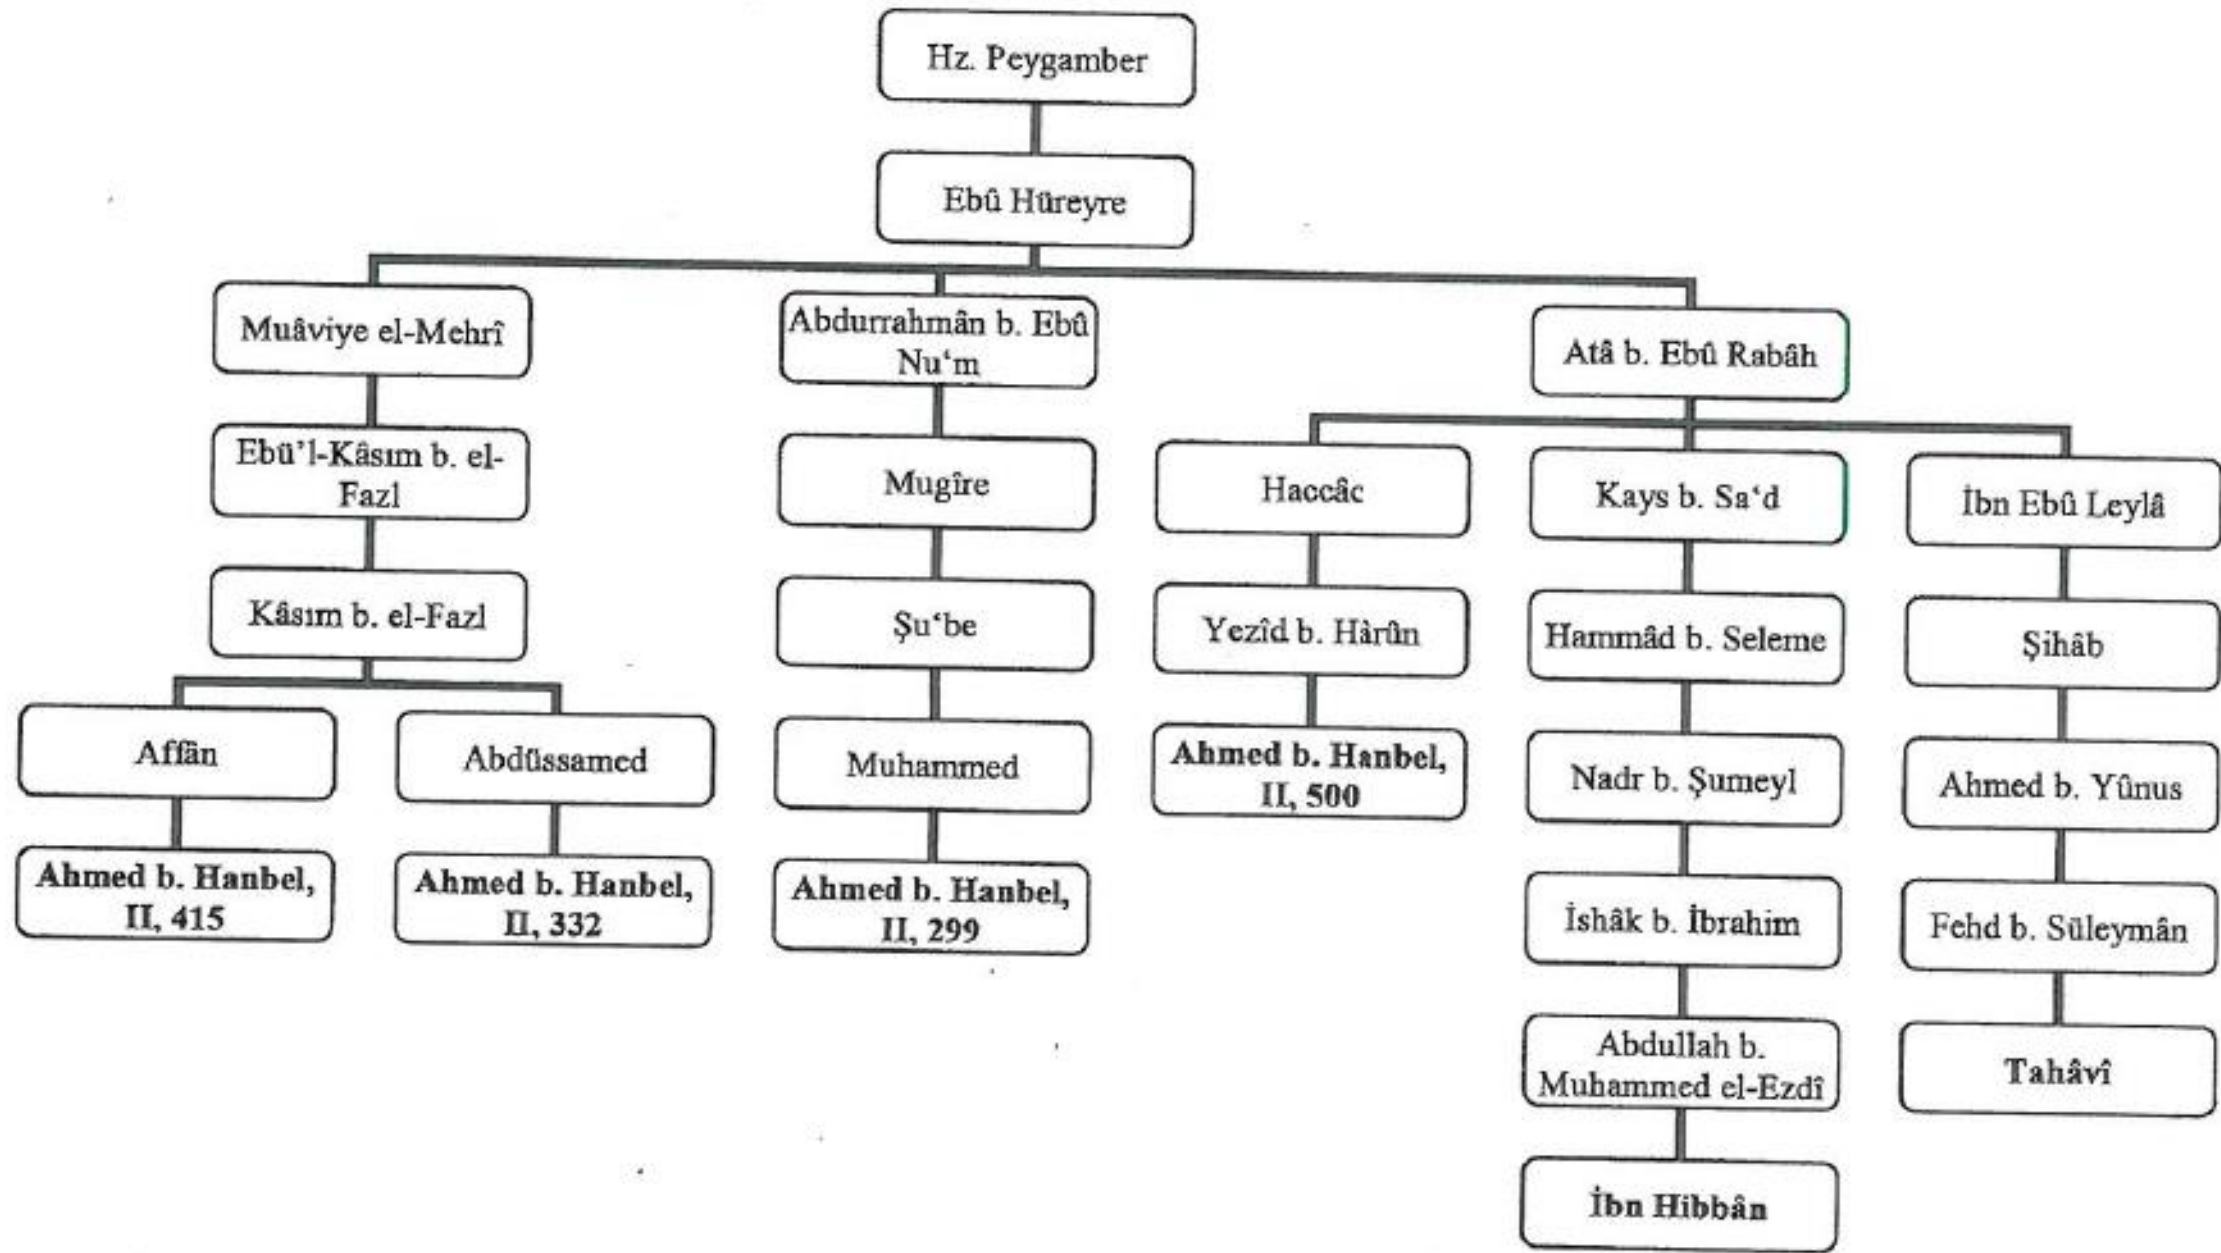 Hz. Peygamber
Ebû Hüreyre
Muâviye el-Mehrî
Abdurrahmân b. Ebû
Nu‘m
Atâ b. Ebû Rabâh
Ebü’l-Kâsım b. el-
Fazl
Mugîre
Haccâc
Kays b. Sa‘d
İbn Ebû Leylâ
Kâsım b. el-Fazl
Şu‘be
Yezîd b. Hàrûn
Hammâd b. Seleme
Şihâb
Affân
Abdüssamed
Muhammed
Ahmed b. Hanbel,
II, 500
Nadr b. Şumeyl
Ahmed b. Yûnus
Ahmed b. Hanbel,
II, 415
Ahmed b. Hanbel,
II, 332
Ahmed b. Hanbel,
II, 299
İshâk b. İbrahim
Fehd b. Süleymân
Abdullah b.
Muhammed el-Ezdî
Tahâvî
İbn Hibbân